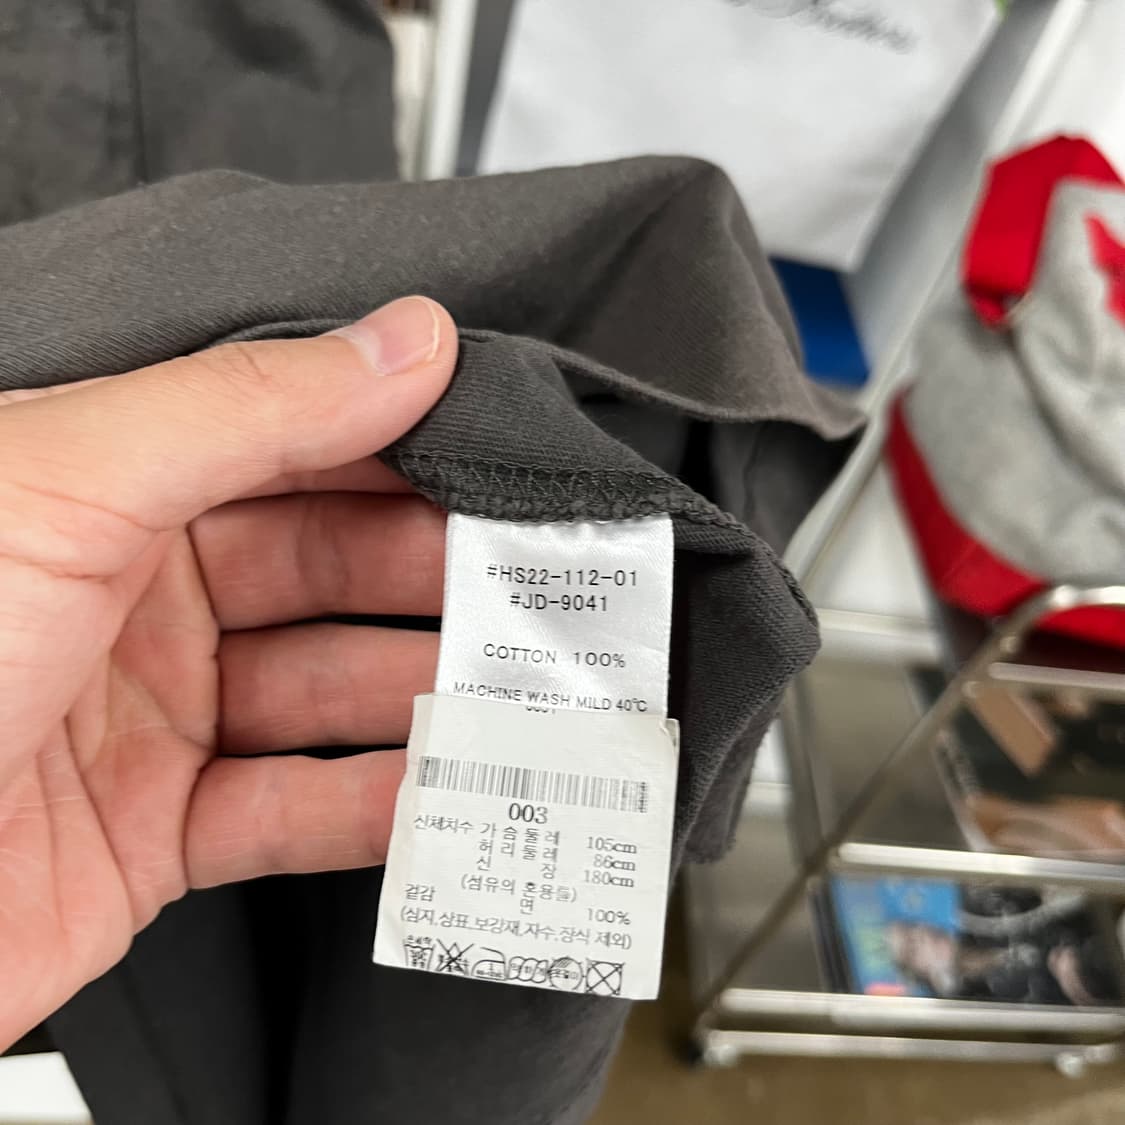 #HS22-112-01
#JD-9041
COTTON 100%
MACHINE WASH MILD 40℃
003
신체치수 가슴둘레 105cm
허리둘레 86cm
신 장 180cm
(섬유의 혼용률)
겉감 면 100%
(심지,상표,보강재,자수,장식 제외)